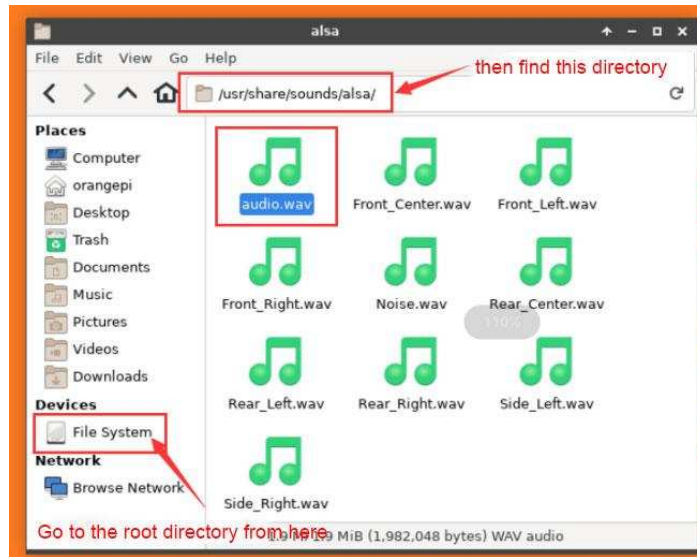 alsa
File Edit View Go Help
then find this directory
/usr/share/sounds/alsa/
Places
Computer
orangepi
Desktop
Trash
Documents
Music
Pictures
Videos
Downloads
Devices
File System
Network
Browse Network
audio.wav Front_Center.wav Front_Left.wav
Front_Right.wav Noise.wav Rear_Center.wav
110%
Rear_Left.wav Rear_Right.wav Side_Left.wav
Side_Right.wav
Go to the root directory from here
MiB (1,982,048 bytes) WAV audio